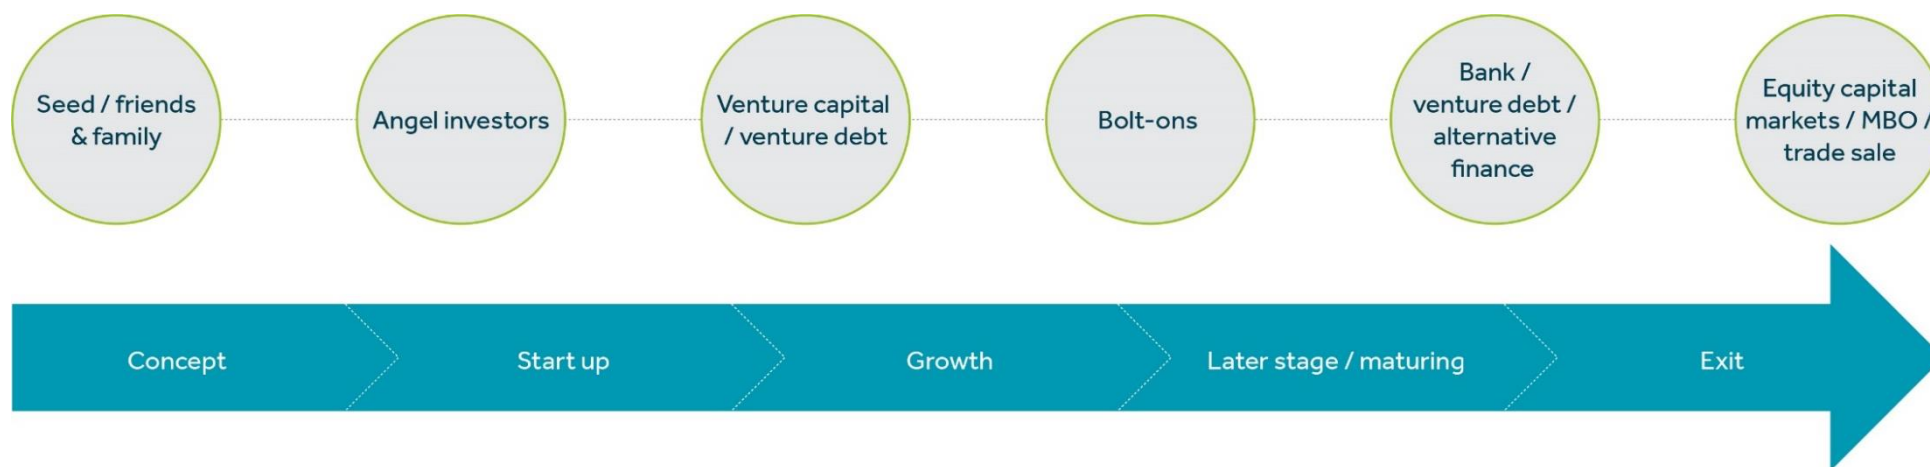 Seed / friends
& family
Angel investors
Venture capital
/ venture debt
Bolt-ons
Bank /
venture debt /
alternative
finance
Equity capital
markets / MBO /
trade sale
Concept
Start up
Growth
Later stage / maturing
Exit